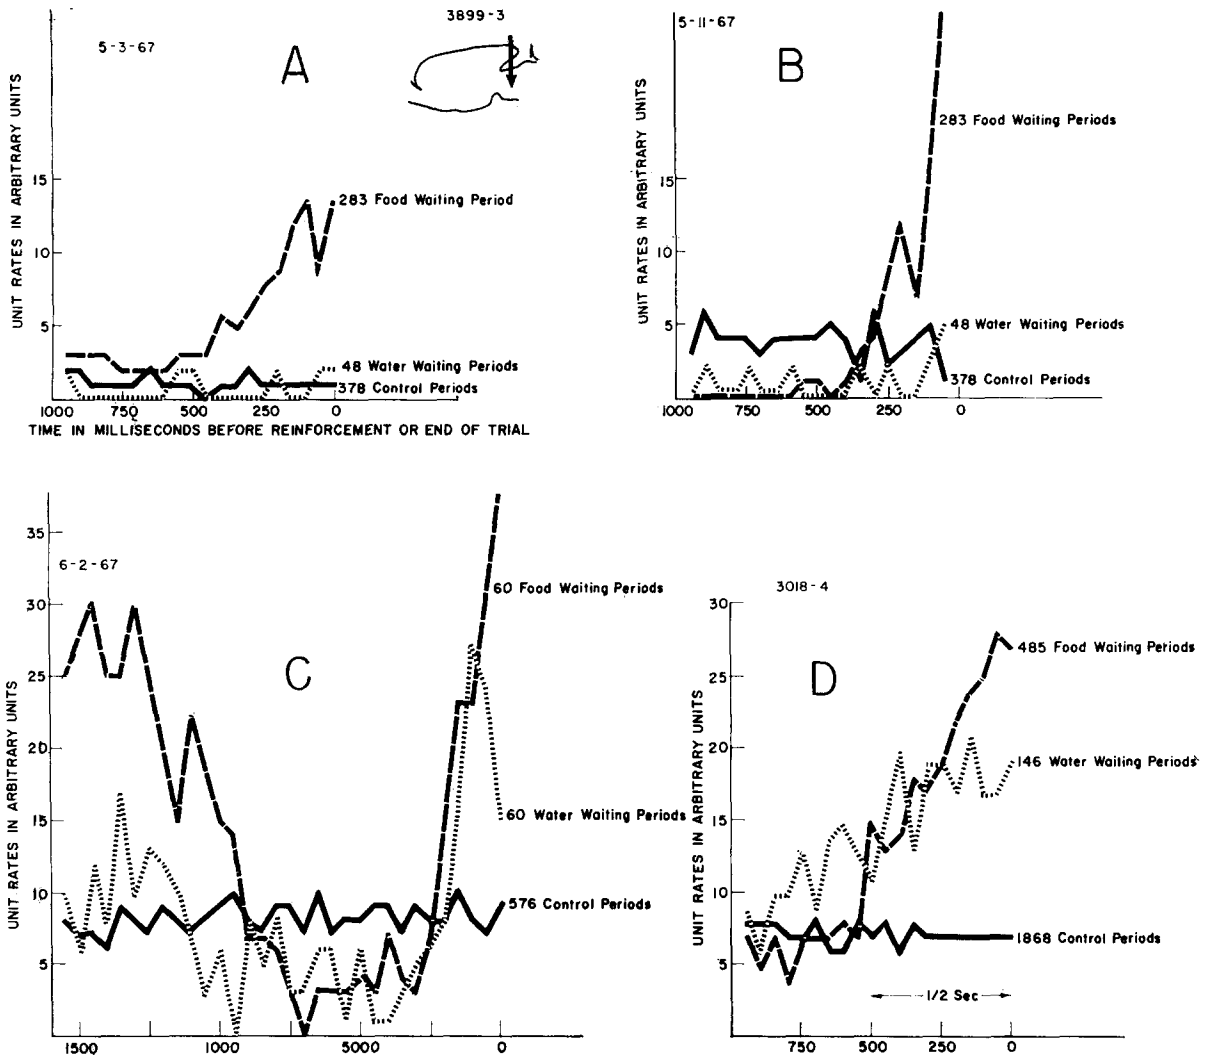 5-3-67
A
3899-3
UNIT RATES IN ARBITRARY UNITS
15
10
5
283 Food Waiting Period
48 Water Waiting Periods
378 Control Periods
1000 750 500 250 0
TIME IN MILLISECONDS BEFORE REINFORCEMENT OR END OF TRIAL
5-11-67
B
UNIT RATES IN ARBITRARY UNITS
15
10
5
283 Food Waiting Periods
48 Water Waiting Periods
378 Control Periods
1000 750 500 250 0
6-2-67
C
UNIT RATES IN ARBITRARY UNITS
35
30
25
20
15
10
5
60 Food Waiting Periods
60 Water Waiting Periods
576 Control Periods
1500 1000 5000 0
3018-4
D
UNIT RATES IN ARBITRARY UNITS
30
25
20
15
10
5
485 Food Waiting Periods
146 Water Waiting Periods
1868 Control Periods
1/2 Sec
750 500 250 0